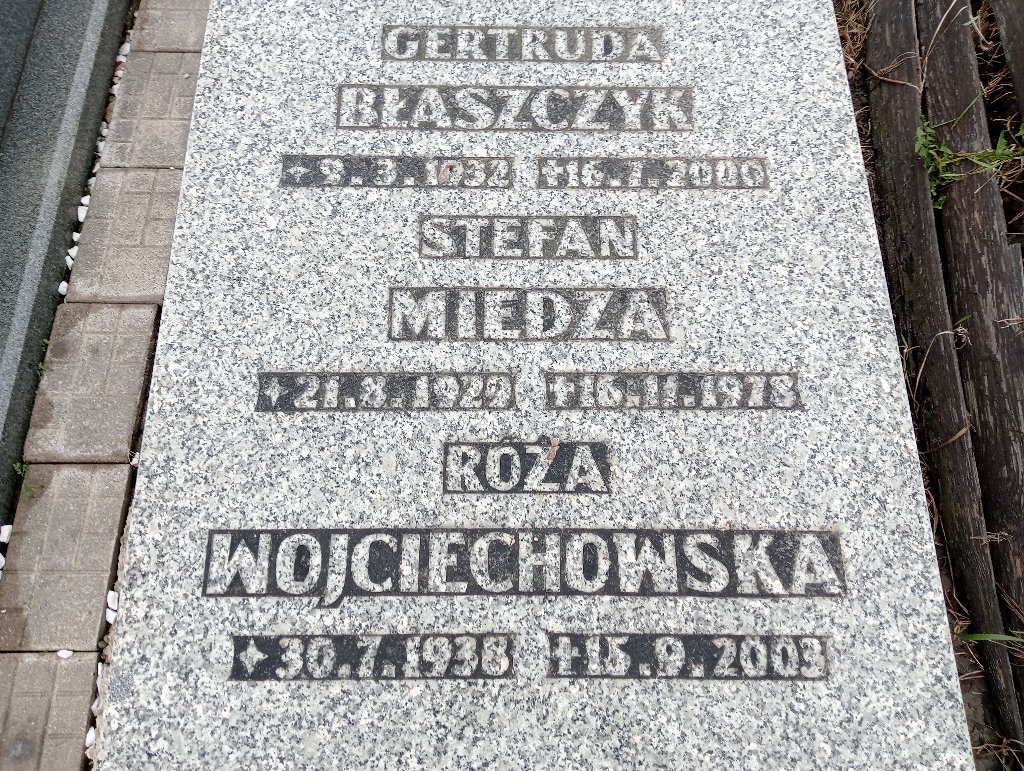 GERTRUDA
BŁASZCZYK
✦ 9.3.1932 ✝16.7.2000
STEFAN
MIEDZA
✦21.8.1929 ✝16.11.1978
RÓŻA
WOJCIECHOWSKA
✦30.7.1938 ✝15.9.2003